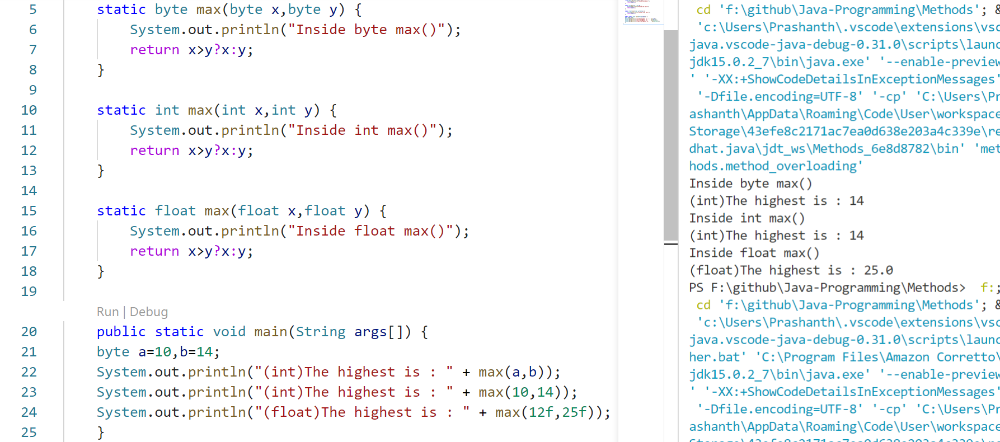 5 static byte max(byte x,byte y) {
6 System.out.println("Inside byte max()");
7 return x>y?x:y;
8 }
9
10 static int max(int x,int y) {
11 System.out.println("Inside int max()");
12 return x>y?x:y;
13 }
14
15 static float max(float x,float y) {
16 System.out.println("Inside float max()");
17 return x>y?x:y;
18 }
19
Run | Debug
20 public static void main(String args[]) {
21 byte a=10,b=14;
22 System.out.println("(int)The highest is : " + max(a,b));
23 System.out.println("(int)The highest is : " + max(10,14));
24 System.out.println("(float)The highest is : " + max(12f,25f));
25 }
cd 'f:\github\Java-Programming\Methods'; &
'c:\Users\Prashanth\.vscode\extensions\vsc
java.vscode-java-debug-0.31.0\scripts\launc
jdk15.0.2_7\bin\java.exe' '--enable-preview
' '-XX:+ShowCodeDetailsInExceptionMessages'
'-Dfile.encoding=UTF-8' '-cp' 'C:\Users\Pr
ashanth\AppData\Roaming\Code\User\workspace
Storage\43efe8c2171ac7ea0d638e203a4c339e\re
dhat.java\jdt_ws\Methods_6e8d8782\bin' 'met
hods.method_overloading'
Inside byte max()
(int)The highest is : 14
Inside int max()
(int)The highest is : 14
Inside float max()
(float)The highest is : 25.0
PS F:\github\Java-Programming\Methods> f:;
cd 'f:\github\Java-Programming\Methods'; &
'c:\Users\Prashanth\.vscode\extensions\vsc
java.vscode-java-debug-0.31.0\scripts\launc
her.bat' 'C:\Program Files\Amazon Corretto\
jdk15.0.2_7\bin\java.exe' '--enable-preview
' '-XX:+ShowCodeDetailsInExceptionMessages'
'-Dfile.encoding=UTF-8' '-cp' 'C:\Users\Pr
ashanth\AppData\Roaming\Code\User\workspace